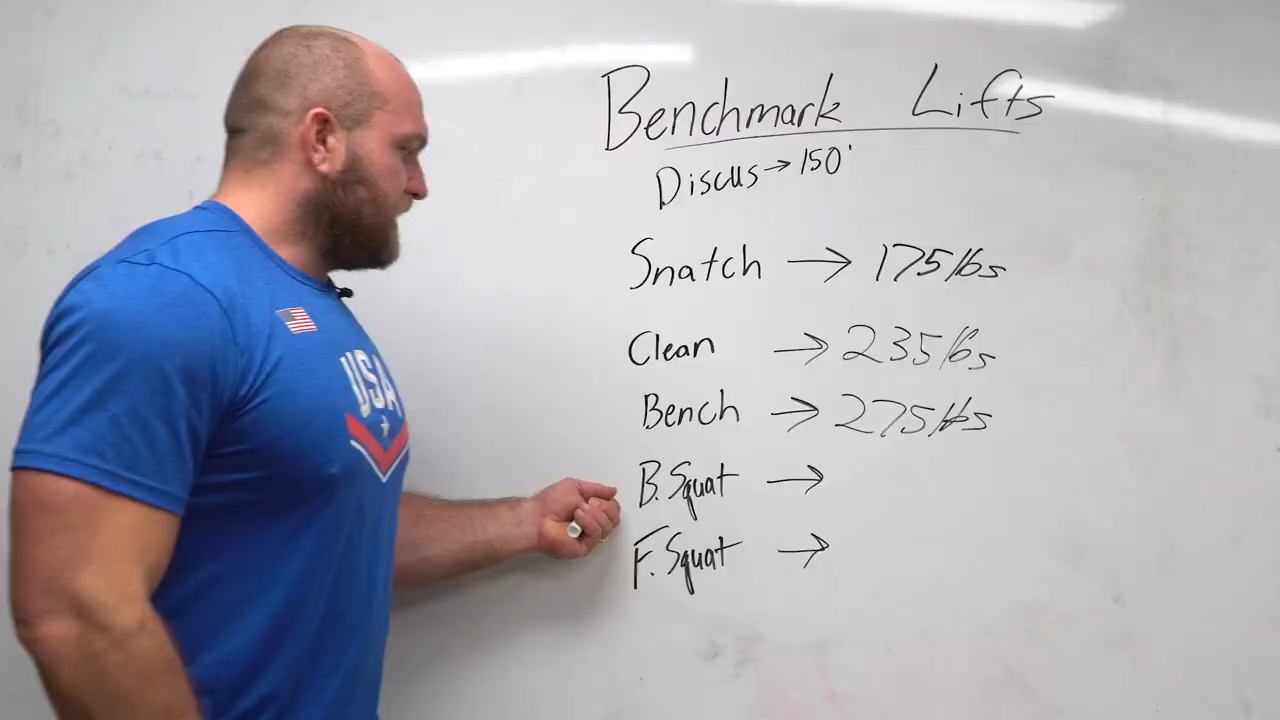 Benchmark Lifts
Discus → 150'
Snatch → 175lbs
Clean → 235lbs
Bench → 275lbs
B. Squat →
F. Squat →
USA